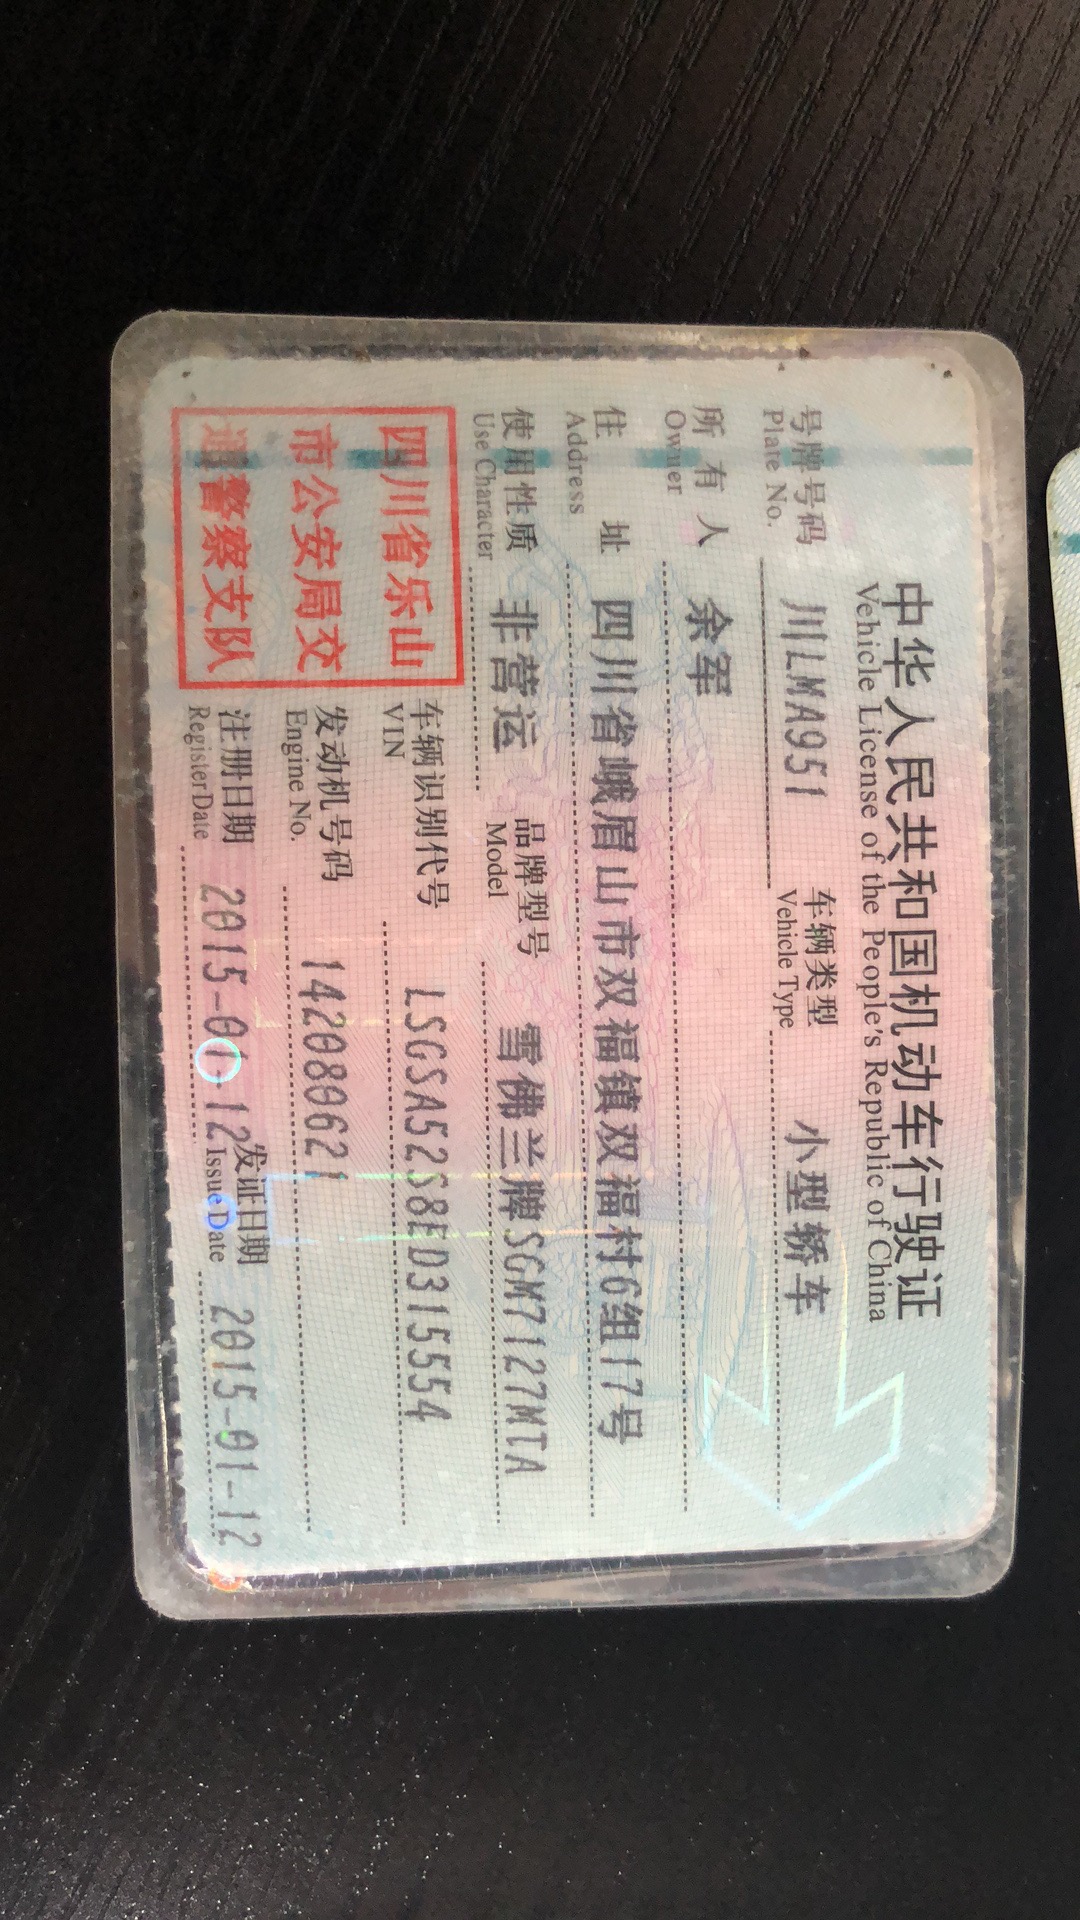 中华人民共和国机动车行驶证
Vehicle License of the People's Republic of China
号牌号码 川LMA951 车辆类型 小型轿车
Plate No. Vehicle Type
所有人 余军
Owner
住址 四川省峨眉山市双福镇双福村6组17号
Address
使用性质 非营运 品牌型号 雪佛兰牌SGM7127MTA
Use Character Model
四川省乐山
市公安局交
通警察支队
车辆识别代号 LSGSA52S8ED315554
VIN
发动机号码 142080621
Engine No.
注册日期 2015-01-12 发证日期 2015-01-12
Register Date Issue Date